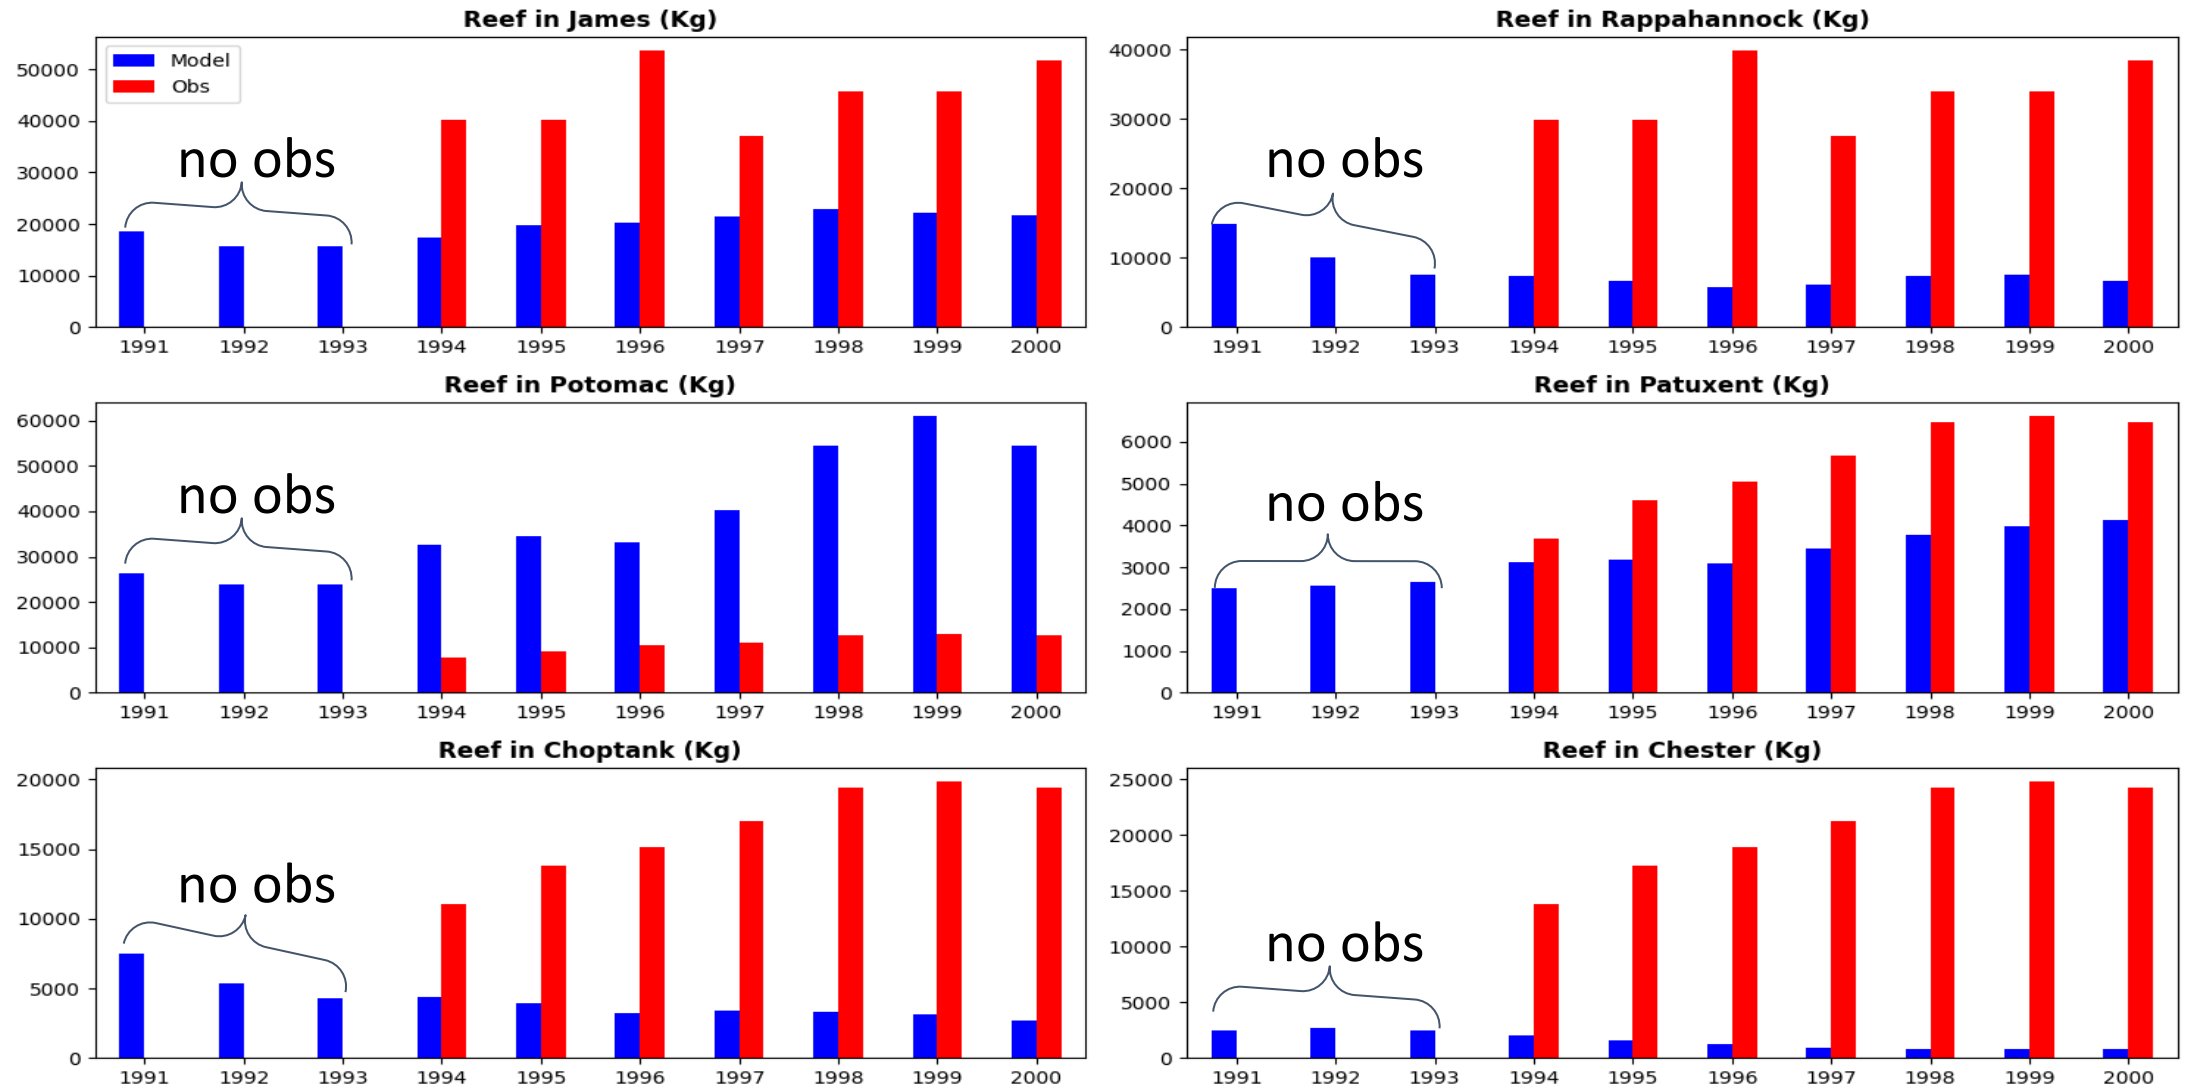 Reef in James (Kg)
Model
Obs
no obs
50000
40000
30000
20000
10000
0
1991 1992 1993 1994 1995 1996 1997 1998 1999 2000
Reef in Rappahannock (Kg)
no obs
40000
30000
20000
10000
0
1991 1992 1993 1994 1995 1996 1997 1998 1999 2000
Reef in Potomac (Kg)
no obs
60000
50000
40000
30000
20000
10000
0
1991 1992 1993 1994 1995 1996 1997 1998 1999 2000
Reef in Patuxent (Kg)
no obs
6000
5000
4000
3000
2000
1000
0
1991 1992 1993 1994 1995 1996 1997 1998 1999 2000
Reef in Choptank (Kg)
no obs
20000
15000
10000
5000
0
1991 1992 1993 1994 1995 1996 1997 1998 1999 2000
Reef in Chester (Kg)
no obs
25000
20000
15000
10000
5000
0
1991 1992 1993 1994 1995 1996 1997 1998 1999 2000